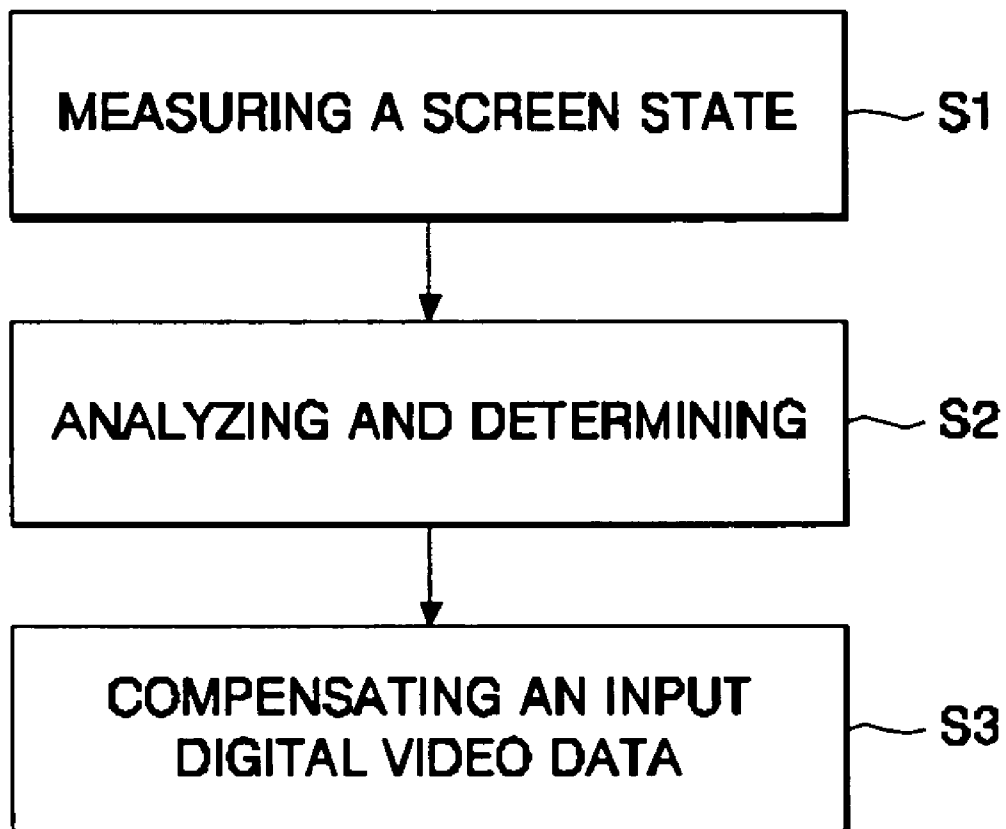 MEASURING A SCREEN STATE
S1
ANALYZING AND DETERMINING
S2
COMPENSATING AN INPUT
DIGITAL VIDEO DATA
S3